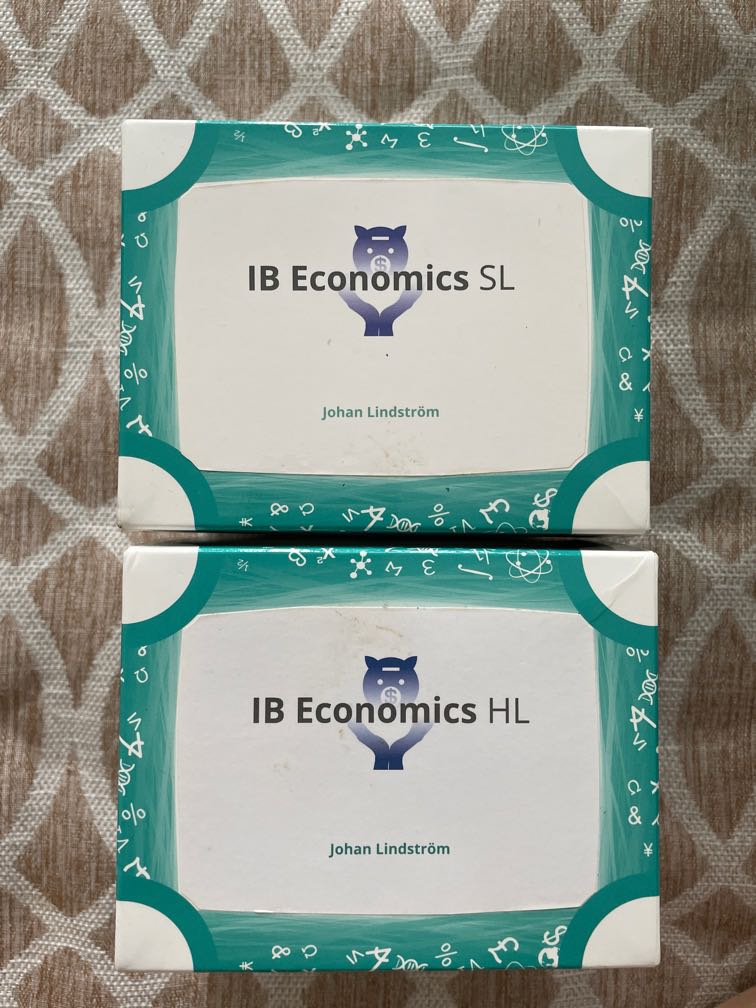 IB Economics SL
Johan Lindström
IB Economics HL
Johan Lindström